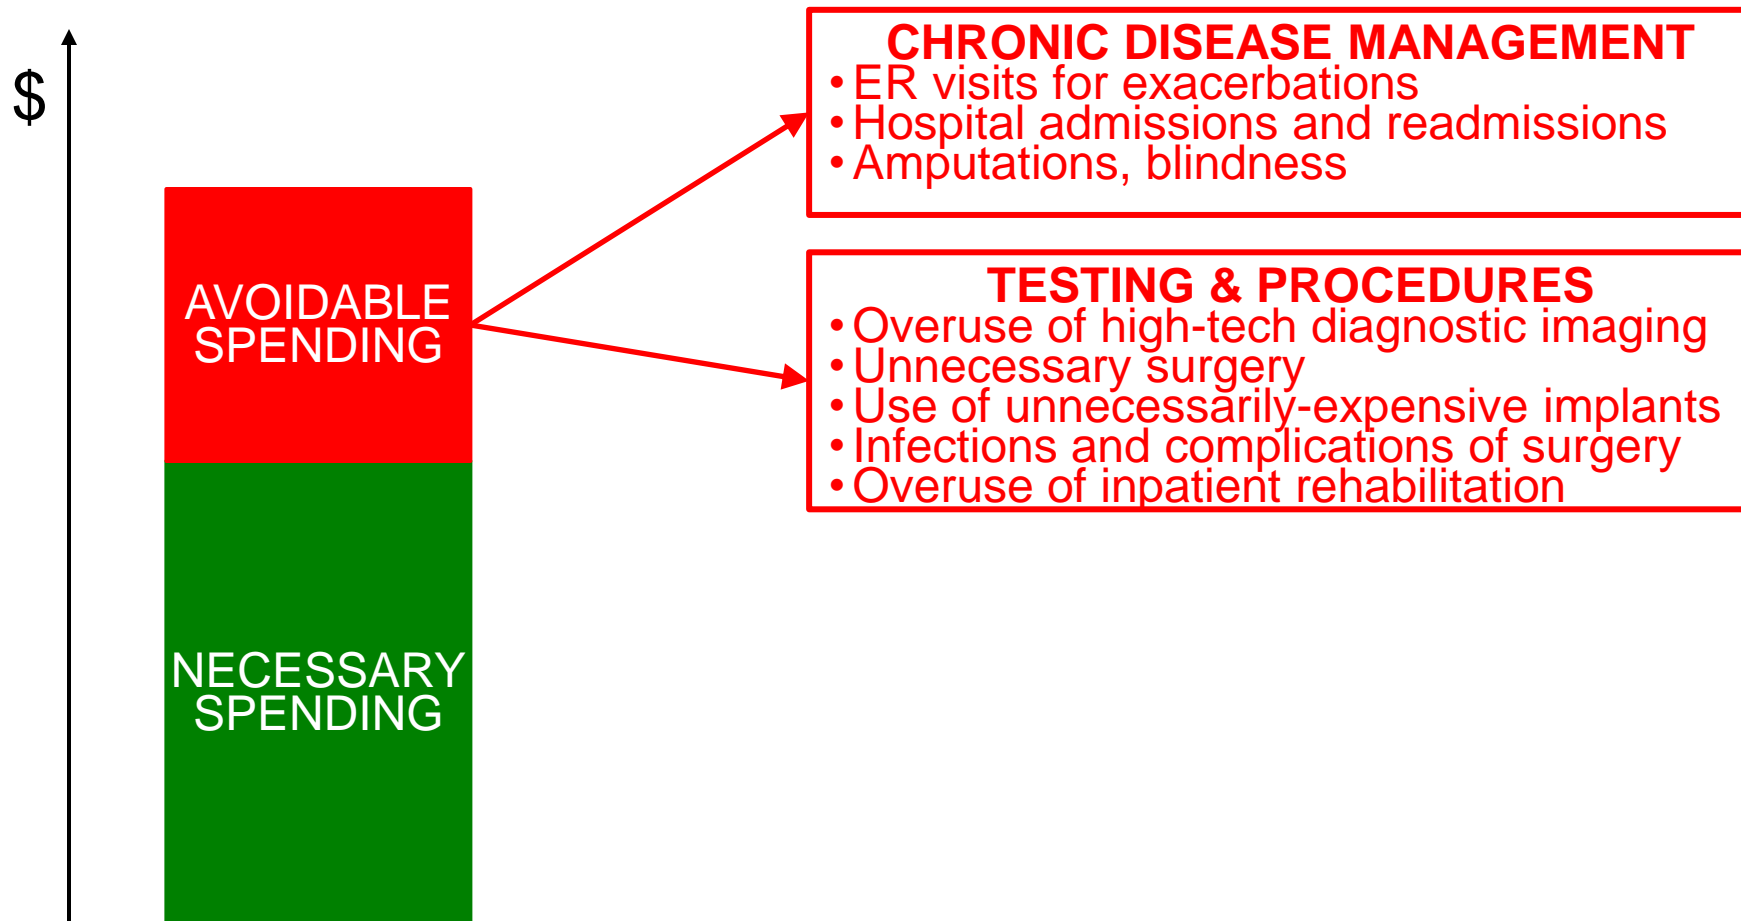 $
AVOIDABLE
SPENDING
NECESSARY
SPENDING
CHRONIC DISEASE MANAGEMENT
• ER visits for exacerbations
• Hospital admissions and readmissions
• Amputations, blindness
TESTING & PROCEDURES
• Overuse of high-tech diagnostic imaging
• Unnecessary surgery
• Use of unnecessarily-expensive implants
• Infections and complications of surgery
• Overuse of inpatient rehabilitation